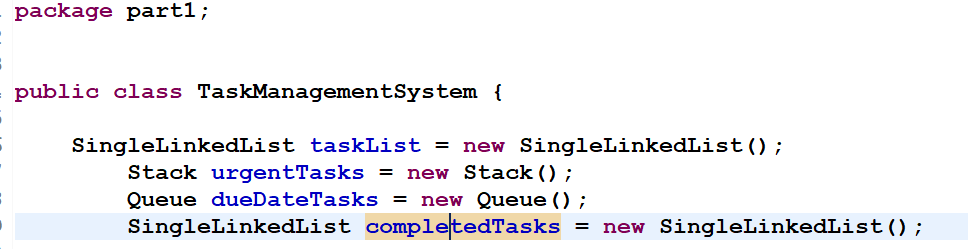 package part1;
public class TaskManagementSystem {
SingleLinkedList taskList = new SingleLinkedList();
Stack urgentTasks = new Stack();
Queue dueDateTasks = new Queue();
SingleLinkedList completedTasks = new SingleLinkedList();